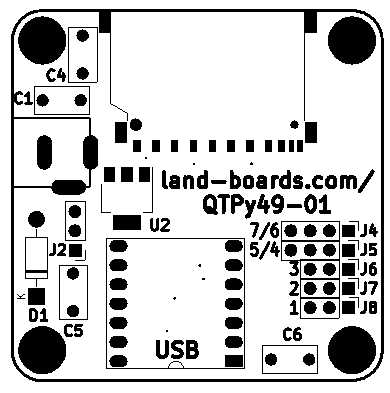 C4
C1
land-boards.com/
QTPy49-01
U2
7/6 J4
J2 5/4 J5
3 J6
2 J7
K
D1 1 J8
C5
USB C6